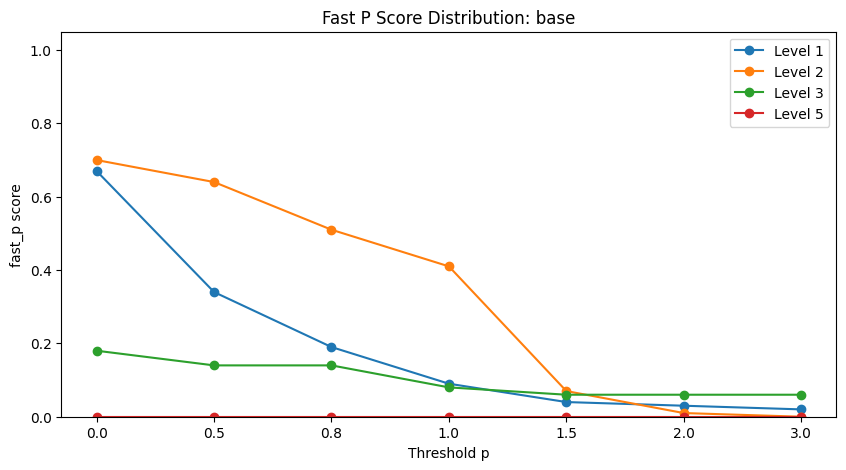 Fast P Score Distribution: base
Level 1
Level 2
Level 3
Level 5
fast_p score
1.0
0.8
0.6
0.4
0.2
0.0
0.0 0.5 0.8 1.0 1.5 2.0 3.0
Threshold p